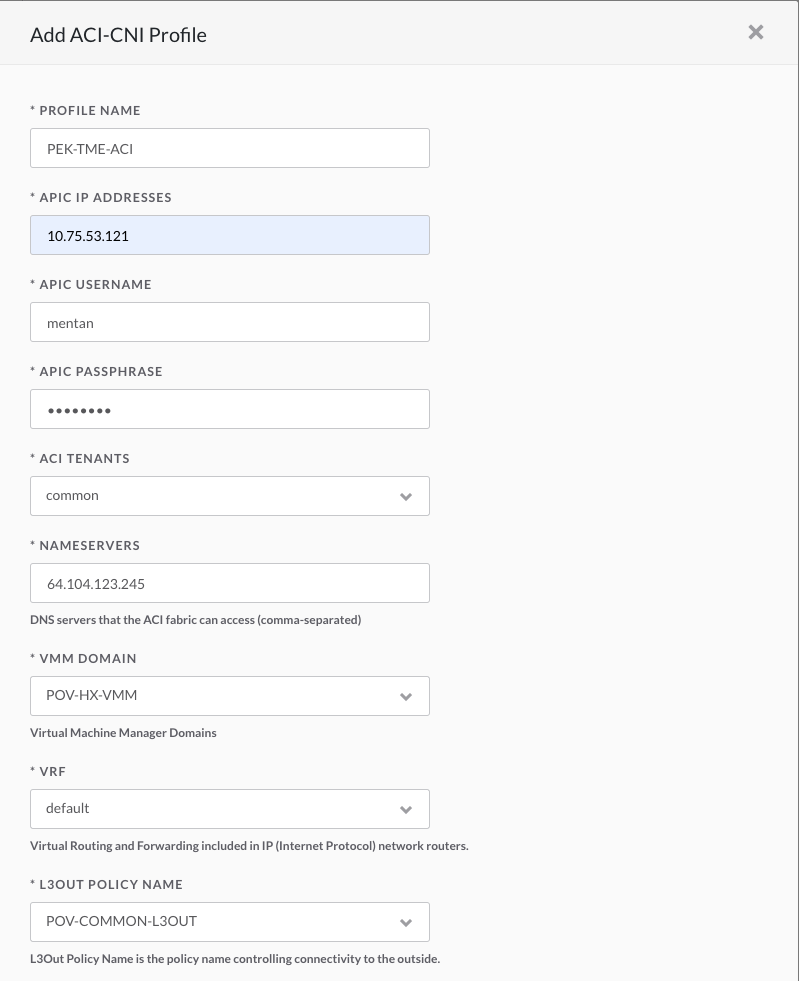 Add ACI-CNI Profile
* PROFILE NAME
PEK-TME-ACI
* APIC IP ADDRESSES
10.75.53.121
* APIC USERNAME
mentan
* APIC PASSPHRASE
••••••••
* ACI TENANTS
common
* NAMESERVERS
64.104.123.245
DNS servers that the ACI fabric can access (comma-separated)
* VMM DOMAIN
POV-HX-VMM
Virtual Machine Manager Domains
* VRF
default
Virtual Routing and Forwarding included in IP (Internet Protocol) network routers.
* L3OUT POLICY NAME
POV-COMMON-L3OUT
L3Out Policy Name is the policy name controlling connectivity to the outside.